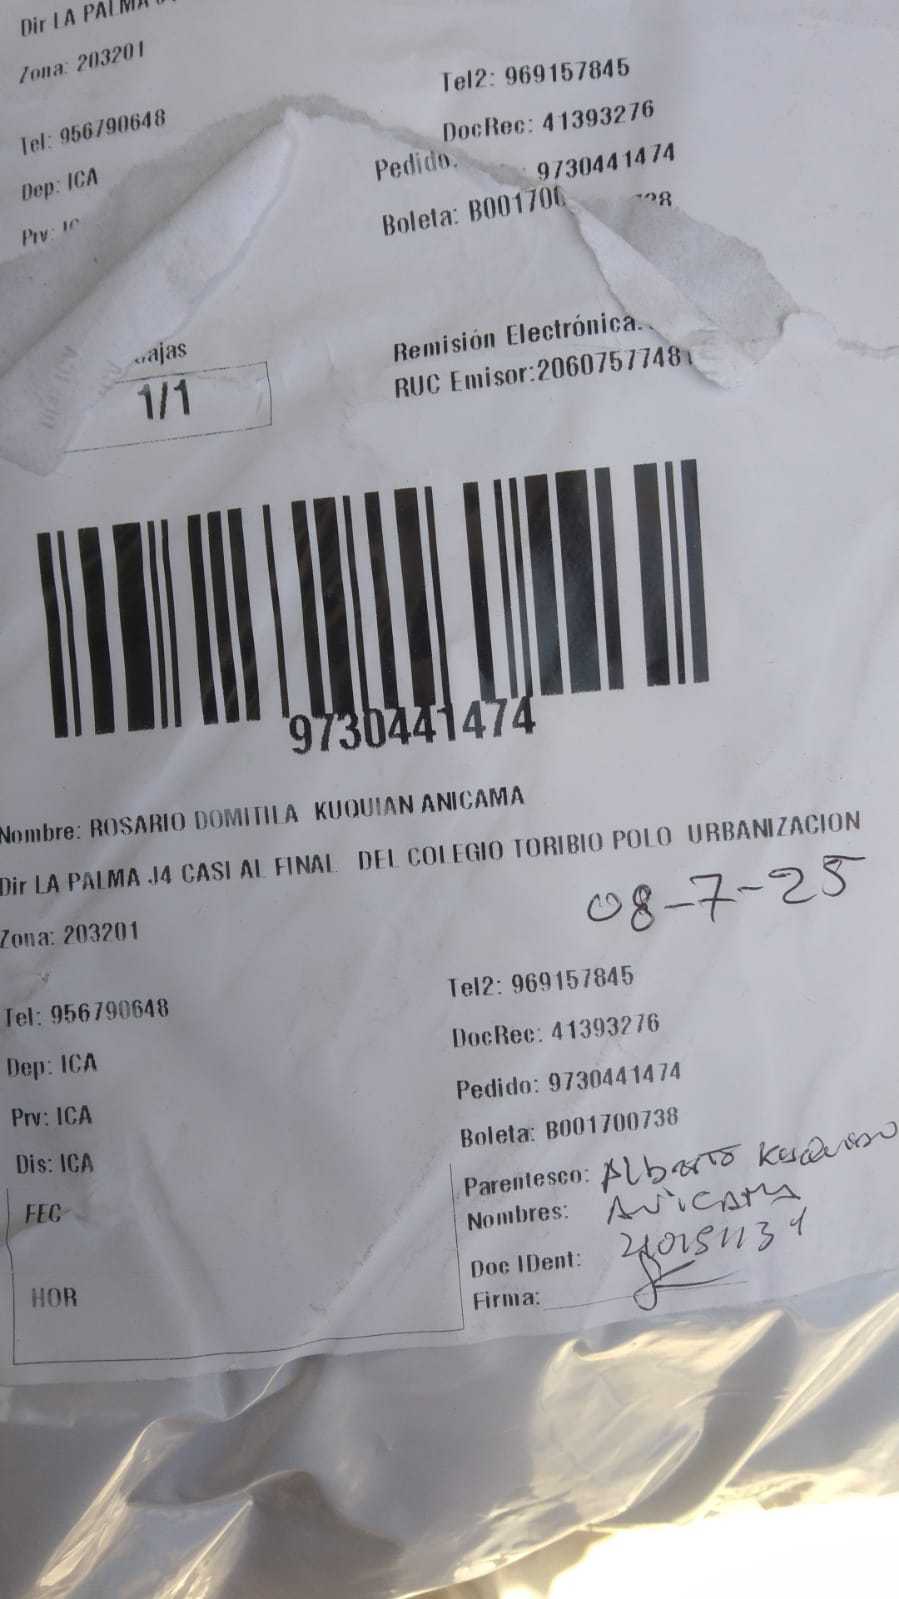 Dir LA PALMA
Zona: 203201
Tel2: 969157845
Tel: 956790648
DocRec: 41393276
Dep: ICA
Pedido: 9730441474
Prv:
Boleta: B001700
ajas
Remisión Electrónica:
1/1
RUC Emisor:2060757748
9730441474
Nombre: ROSARIO DOMITILA KUQUIAN ANICAMA
Dir LA PALMA J4 CASI AL FINAL DEL COLEGIO TORIBIO POLO URBANIZACION
08-7-25
Zona: 203201
Tel2: 969157845
Tel: 956790648
DocRec: 41393276
Dep: ICA
Pedido: 9730441474
Prv: ICA
Boleta: B001700738
Dis: ICA
Parentesco: Alberto
FEC
Nombres: ANICAMA
Doc IDent:
HOR
Firma: